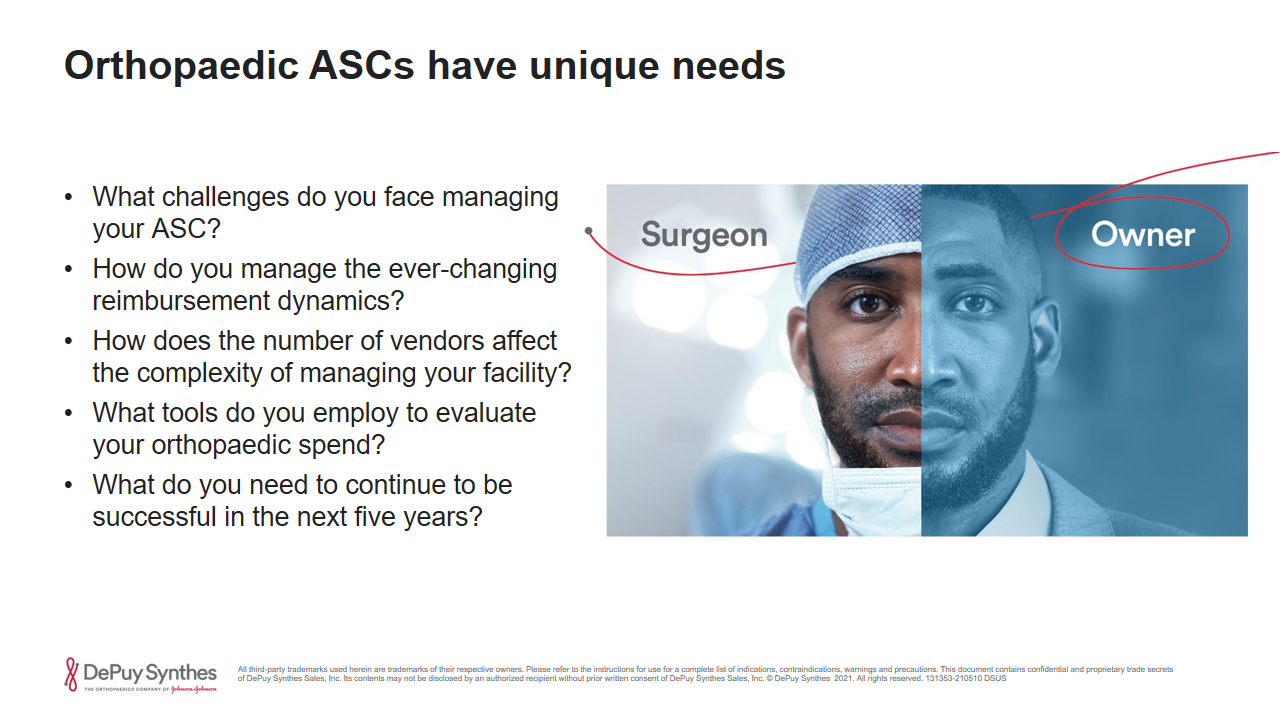 Orthopaedic ASCs have unique needs
• What challenges do you face managing
your ASC?
• How do you manage the ever-changing
reimbursement dynamics?
• How does the number of vendors affect
the complexity of managing your facility?
• What tools do you employ to evaluate
your orthopaedic spend?
• What do you need to continue to be
successful in the next five years?
Surgeon
Owner
DePuy Synthes
THE ORTHOPAEDICS COMPANY OF Johnson & Johnson
All third-party trademarks used herein are trademarks of their respective owners. Please refer to the instructions for use for a complete list of indications, contraindications, warnings and precautions. This document contains confidential and proprietary trade secrets
of DePuy Synthes Sales, Inc. Its contents may not be disclosed by an authorized recipient without prior written consent of DePuy Synthes Sales, Inc. © DePuy Synthes 2021. All rights reserved. 131353-210510 DSUS